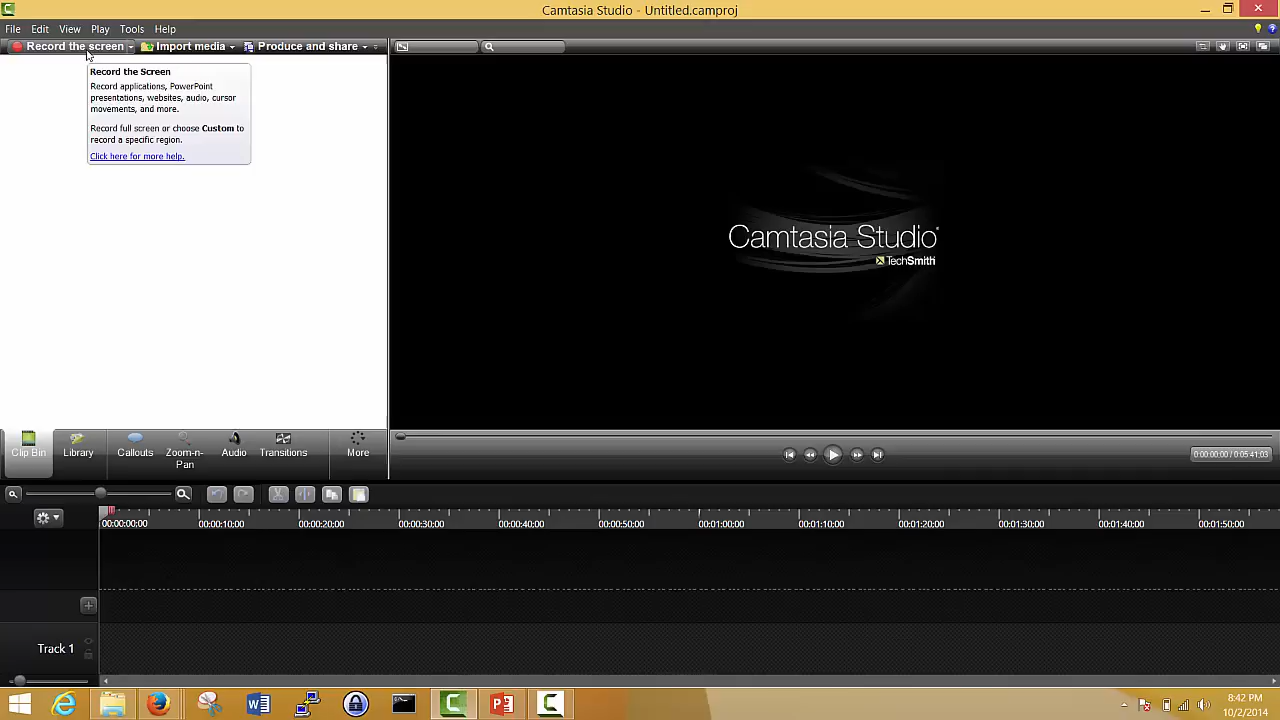 Camtasia Studio - Untitled.camproj
File Edit View Play Tools Help
Record the screen Import media Produce and share
Record the Screen
Record applications, PowerPoint
presentations, websites, audio, cursor
movements, and more.
Record full screen or choose Custom to
record a specific region.
Click here for more help.
Camtasia Studio
TechSmith
Clip Bin Library Callouts Zoom-n-Pan Audio Transitions More
0:00:00;00 / 0:05:41;03
00:00:00;00 00:00:10;00 00:00:20;00 00:00:30;00 00:00:40;00 00:00:50;00 00:01:00;00 00:01:10;00 00:01:20;00 00:01:30;00 00:01:40;00 00:01:50;00
Track 1
8:42 PM
10/2/2014